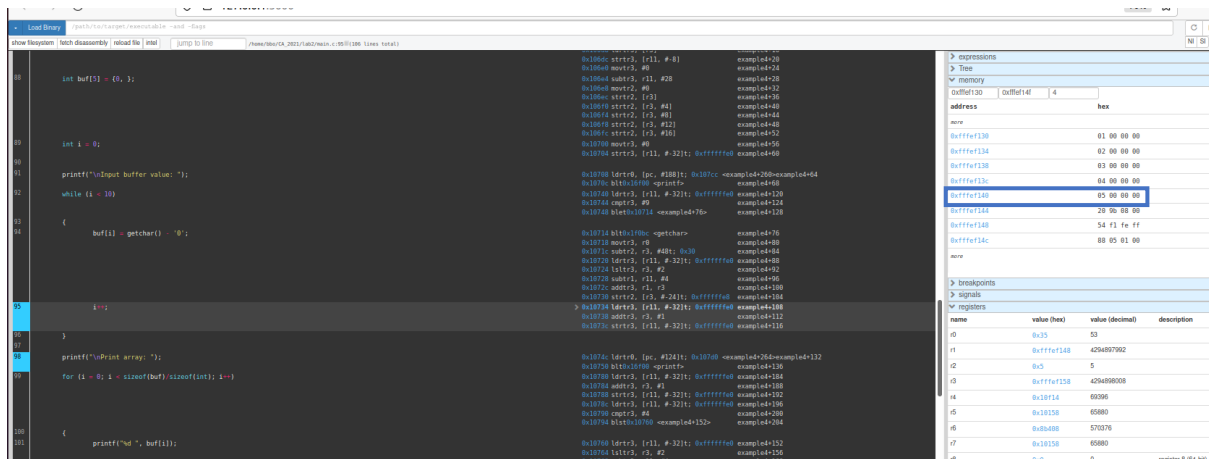 Load Binary /path/to/target/executable -and -flags
show filesystem fetch disassembly reload file intel jump to line /home/bbs/CA_2021/lab2/main.c:95 (106 lines total) NI SI
0x106dc strtr3, [r11, #-8] example4+20
0x106e0 movtr3, #0 example4+24
88 int buf[5] = {0, }; 0x106e4 subtr3, r11, #28 example4+28
0x106e8 movtr2, #0 example4+32
0x106ec strtr2, [r3] example4+36
0x106f0 strtr2, [r3, #4] example4+40
0x106f4 strtr2, [r3, #8] example4+44
0x106f8 strtr2, [r3, #12] example4+48
0x106fc strtr2, [r3, #16] example4+52
89 int i = 0; 0x10700 movtr3, #0 example4+56
0x10704 strtr3, [r11, #-32]t; 0xffffffe0 example4+60
90
91 printf("\nInput buffer value: "); 0x10708 ldrtr0, [pc, #188]t; 0x107cc <example4+260>example4+64
0x1070c blt0x16f00 <printf> example4+68
92 while (i < 10) 0x10740 ldrtr3, [r11, #-32]t; 0xffffffe0 example4+120
0x10744 cmptr3, #9 example4+124
0x10748 blet0x10714 <example4+76> example4+128
93 {
94 buf[i] = getchar() - '0'; 0x10714 blt0x1f0bc <getchar> example4+76
0x10718 movtr3, r0 example4+80
0x1071c subtr2, r3, #48t; 0x30 example4+84
0x10720 ldrtr3, [r11, #-32]t; 0xffffffe0 example4+88
0x10724 lsltr3, r3, #2 example4+92
0x10728 subtr1, r11, #4 example4+96
0x1072c addtr3, r1, r3 example4+100
0x10730 strtr2, [r3, #-24]t; 0xffffffe8 example4+104
95 i++; > 0x10734 ldrtr3, [r11, #-32]t; 0xffffffe0 example4+108
0x10738 addtr3, r3, #1 example4+112
0x1073c strtr3, [r11, #-32]t; 0xffffffe0 example4+116
96 }
97
98 printf("\nPrint array: "); 0x1074c ldrtr0, [pc, #124]t; 0x107d0 <example4+264>example4+132
0x10750 blt0x16f00 <printf> example4+136
99 for (i = 0; i < sizeof(buf)/sizeof(int); i++) 0x10780 ldrtr3, [r11, #-32]t; 0xffffffe0 example4+184
0x10784 addtr3, r3, #1 example4+188
0x10788 strtr3, [r11, #-32]t; 0xffffffe0 example4+192
0x1078c ldrtr3, [r11, #-32]t; 0xffffffe0 example4+196
0x10790 cmptr3, #4 example4+200
0x10794 blst0x10760 <example4+152> example4+204
100 {
101 printf("%d ", buf[i]); 0x10760 ldrtr3, [r11, #-32]t; 0xffffffe0 example4+152
0x10764 lsltr3, r3, #2 example4+156
expressions
Tree
memory
0xfffef130 0xfffef14f 4
address hex
more
0xfffef130 01 00 00 00
0xfffef134 02 00 00 00
0xfffef138 03 00 00 00
0xfffef13c 04 00 00 00
0xfffef140 05 00 00 00
0xfffef144 20 9b 08 00
0xfffef148 54 f1 fe ff
0xfffef14c 88 05 01 00
more
breakpoints
signals
registers
name value (hex) value (decimal) description
r0 0x35 53
r1 0xfffef148 4294897992
r2 0x5 5
r3 0xfffef158 4294898008
r4 0x10f14 69396
r5 0x10158 65880
r6 0x8b408 570376
r7 0x10158 65880